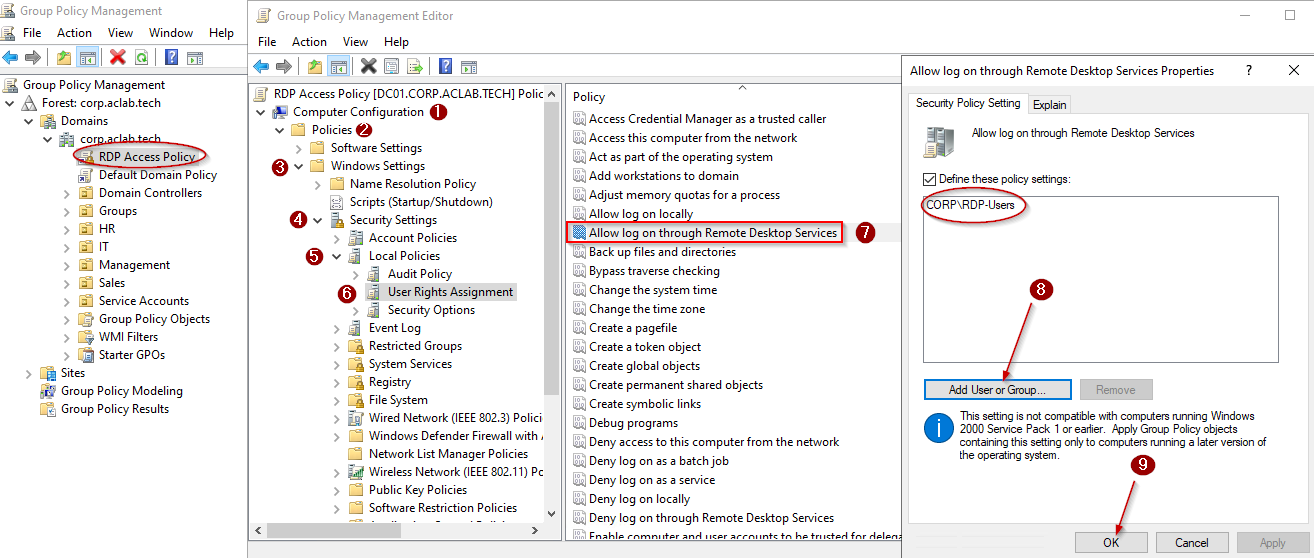 Group Policy Management
File Action View Window Help
Group Policy Management
Forest: corp.aclab.tech
Domains
corp.aclab.tech
RDP Access Policy
Default Domain Policy
Domain Controllers
Groups
HR
IT
Management
Sales
Service Accounts
Group Policy Objects
WMI Filters
Starter GPOs
Sites
Group Policy Modeling
Group Policy Results
Group Policy Management Editor
File Action View Help
RDP Access Policy [DC01.CORP.ACLAB.TECH] Polic
Computer Configuration 1
Policies 2
Software Settings
3 Windows Settings
Name Resolution Policy
Scripts (Startup/Shutdown)
4 Security Settings
Account Policies
5 Local Policies
Audit Policy
6 User Rights Assignment
Security Options
Event Log
Restricted Groups
System Services
Registry
File System
Wired Network (IEEE 802.3) Polici
Windows Defender Firewall with A
Network List Manager Policies
Wireless Network (IEEE 802.11) Po
Public Key Policies
Software Restriction Policies
Policy
Access Credential Manager as a trusted caller
Access this computer from the network
Act as part of the operating system
Add workstations to domain
Adjust memory quotas for a process
Allow log on locally
Allow log on through Remote Desktop Services 7
Back up files and directories
Bypass traverse checking
Change the system time
Change the time zone
Create a pagefile
Create a token object
Create global objects
Create permanent shared objects
Create symbolic links
Debug programs
Deny access to this computer from the network
Deny log on as a batch job
Deny log on as a service
Deny log on locally
Deny log on through Remote Desktop Services
Enable computer and user accounts to be trusted for delega
Allow log on through Remote Desktop Services Properties ?
Security Policy Setting Explain
Allow log on through Remote Desktop Services
Define these policy settings:
CORP\RDP-Users
8
Add User or Group... Remove
This setting is not compatible with computers running Windows
2000 Service Pack 1 or earlier. Apply Group Policy objects
containing this setting only to computers running a later version of
the operating system.
9
OK Cancel Apply